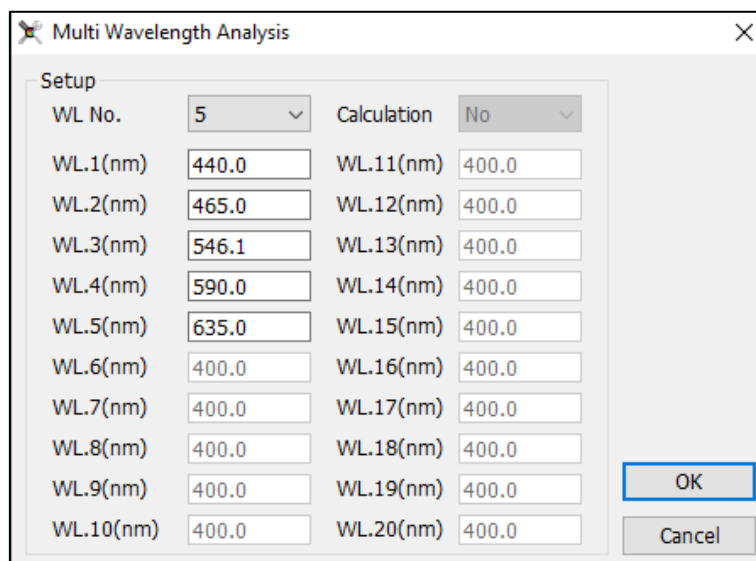 Multi Wavelength Analysis
Setup
WL No. 5 Calculation No
WL.1(nm) 440.0 WL.11(nm) 400.0
WL.2(nm) 465.0 WL.12(nm) 400.0
WL.3(nm) 546.1 WL.13(nm) 400.0
WL.4(nm) 590.0 WL.14(nm) 400.0
WL.5(nm) 635.0 WL.15(nm) 400.0
WL.6(nm) 400.0 WL.16(nm) 400.0
WL.7(nm) 400.0 WL.17(nm) 400.0
WL.8(nm) 400.0 WL.18(nm) 400.0
WL.9(nm) 400.0 WL.19(nm) 400.0
WL.10(nm) 400.0 WL.20(nm) 400.0
OK
Cancel